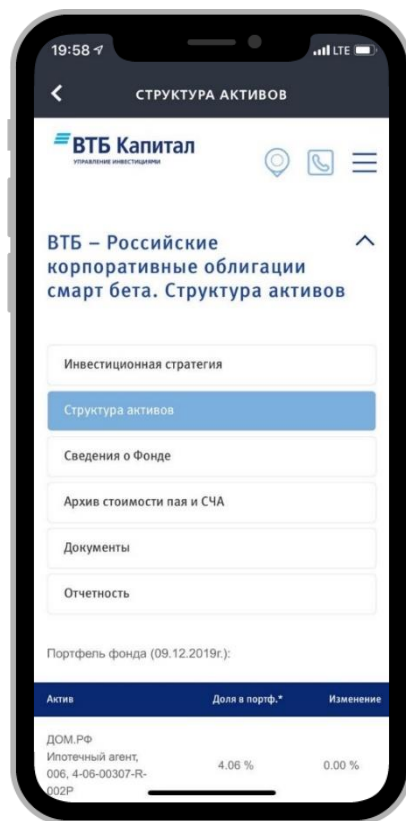 19:58
LTE
СТРУКТУРА АКТИВОВ
ВТБ Капитал
УПРАВЛЕНИЕ ИНВЕСТИЦИЯМИ
ВТБ – Российские
корпоративные облигации
смарт бета. Структура активов
Инвестиционная стратегия
Структура активов
Сведения о Фонде
Архив стоимости пая и СЧА
Документы
Отчетность
Портфель фонда (09.12.2019г.):
Актив Доля в портф.* Изменение
ДОМ.РФ
Ипотечный агент,
006, 4-06-00307-R-
002P
4.06 % 0.00 %